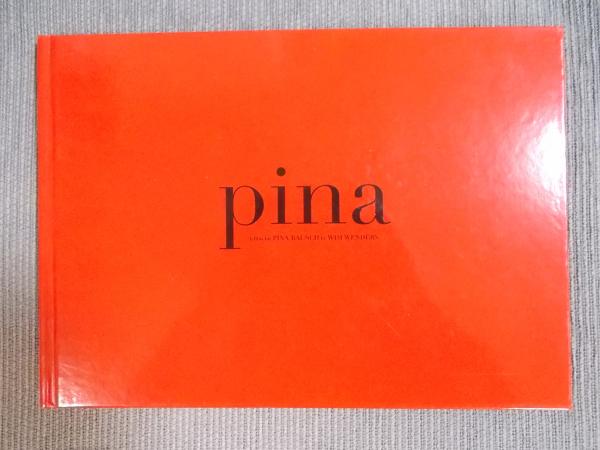 pina
a film for PINA BAUSCH by WIM WENDERS